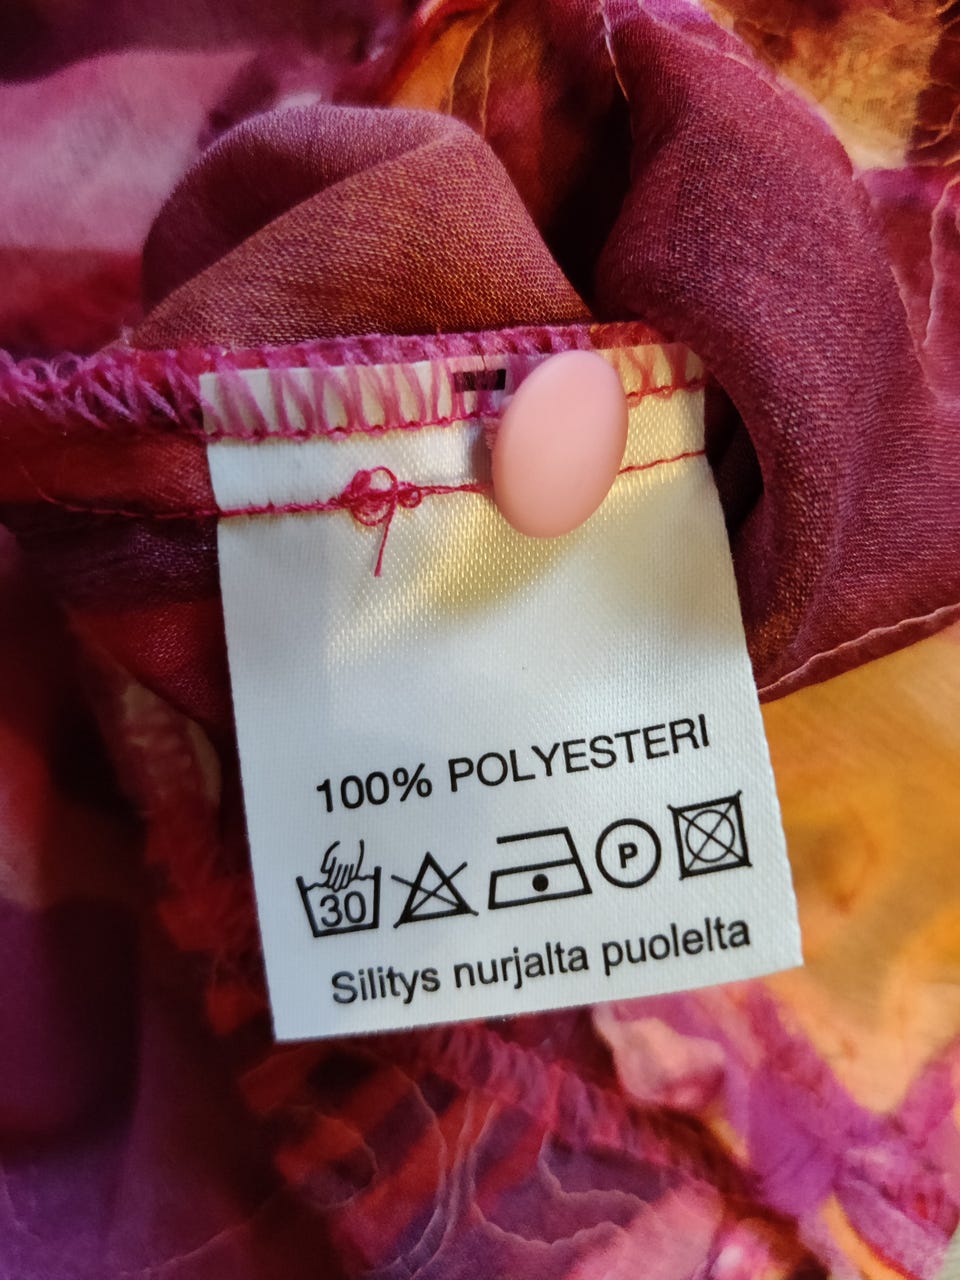 100% POLYESTERI
30 P
Silitys nurjalta puolelta